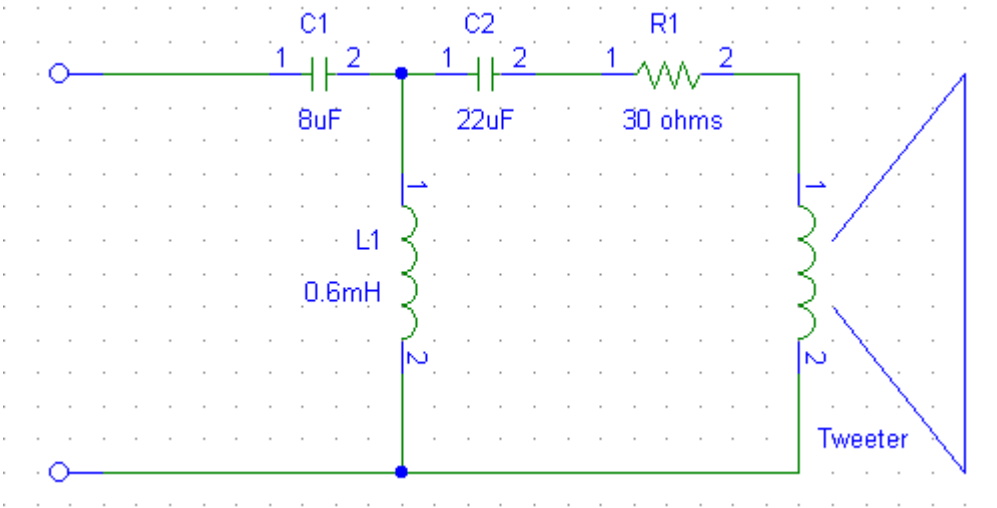 C1 C2 R1
1 2 1 2 1 2
8uF 22uF 30 ohms
1 1
L1
0.6mH
2 2
Tweeter